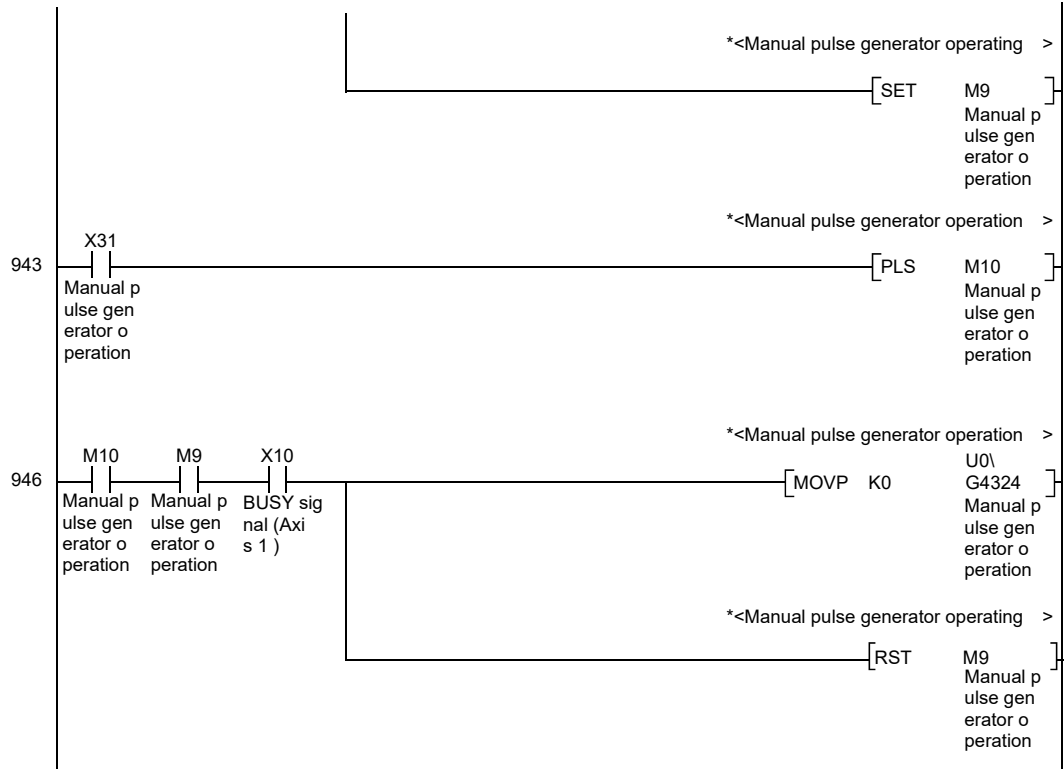 *<Manual pulse generator operating >
SET M9
Manual p
ulse gen
erator o
peration
*<Manual pulse generator operation >
X31
943
PLS M10
Manual p
ulse gen
erator o
peration
Manual p
ulse gen
erator o
peration
*<Manual pulse generator operation >
M10 M9 X10
946
MOVP K0 U0\
G4324
Manual p
ulse gen
erator o
peration
Manual p
ulse gen
erator o
peration
BUSY sig
nal (Axi
s 1 )
Manual p
ulse gen
erator o
peration
*<Manual pulse generator operating >
RST M9
Manual p
ulse gen
erator o
peration